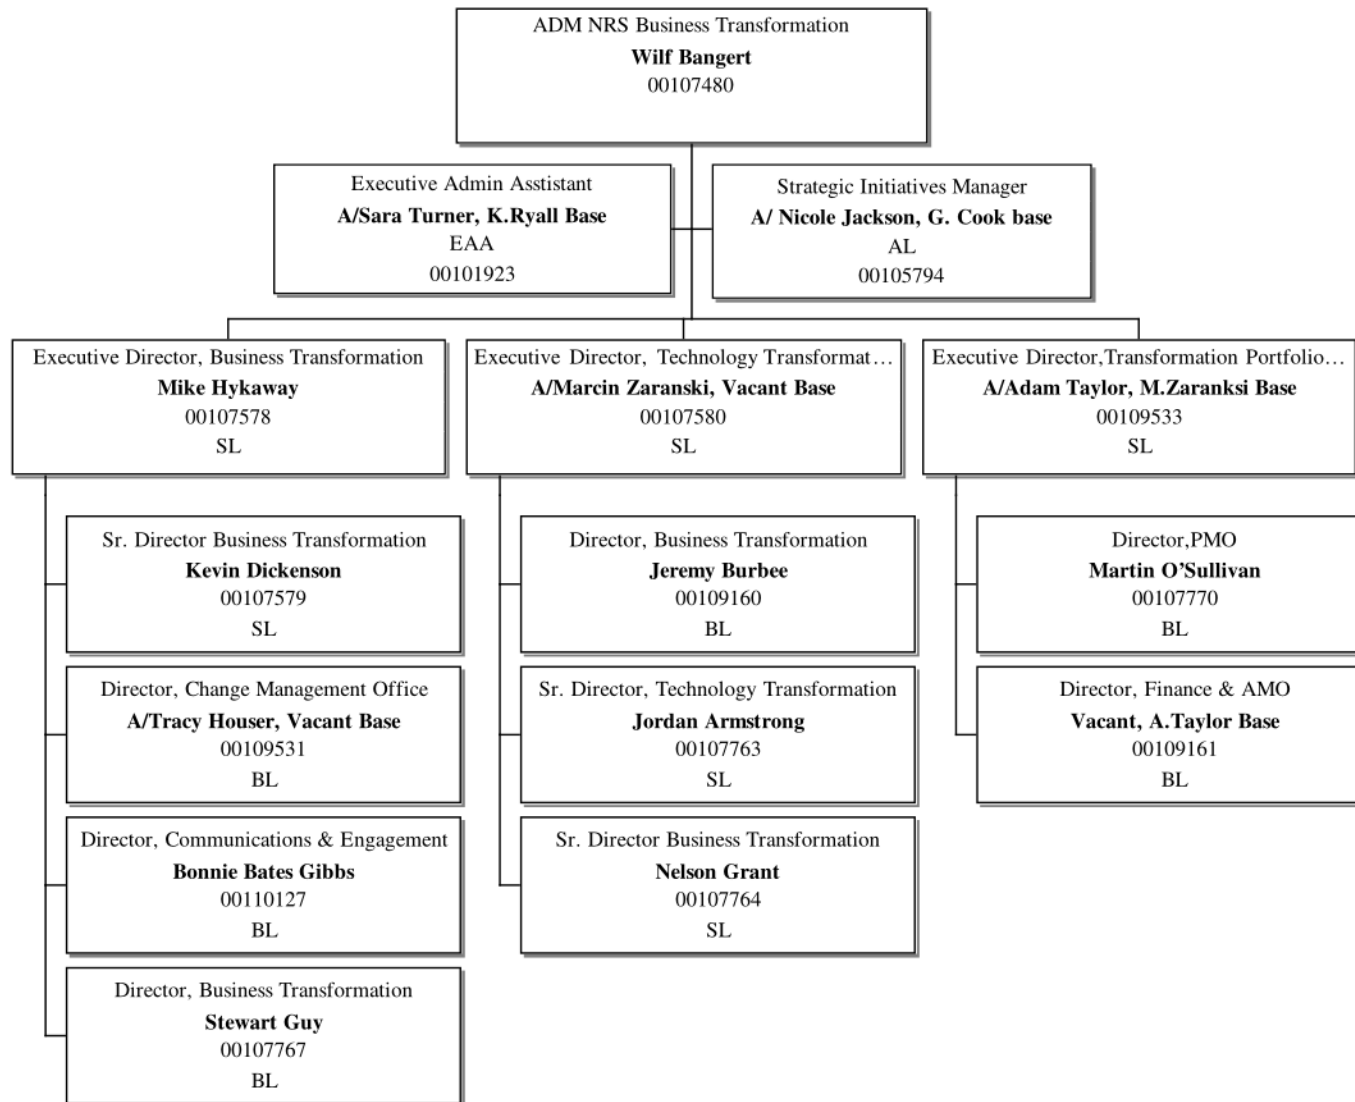 ADM NRS Business Transformation
Wilf Bangert
00107480
Executive Admin Asstistant
A/Sara Turner, K.Ryall Base
EAA
00101923
Strategic Initiatives Manager
A/ Nicole Jackson, G. Cook base
AL
00105794
Executive Director, Business Transformation
Mike Hykaway
00107578
SL
Executive Director, Technology Transformat…
A/Marcin Zaranski, Vacant Base
00107580
SL
Executive Director,Transformation Portfolio…
A/Adam Taylor, M.Zaranksi Base
00109533
SL
Sr. Director Business Transformation
Kevin Dickenson
00107579
SL
Director, Change Management Office
A/Tracy Houser, Vacant Base
00109531
BL
Director, Communications & Engagement
Bonnie Bates Gibbs
00110127
BL
Director, Business Transformation
Stewart Guy
00107767
BL
Director, Business Transformation
Jeremy Burbee
00109160
BL
Sr. Director, Technology Transformation
Jordan Armstrong
00107763
SL
Sr. Director Business Transformation
Nelson Grant
00107764
SL
Director,PMO
Martin O’Sullivan
00107770
BL
Director, Finance & AMO
Vacant, A.Taylor Base
00109161
BL